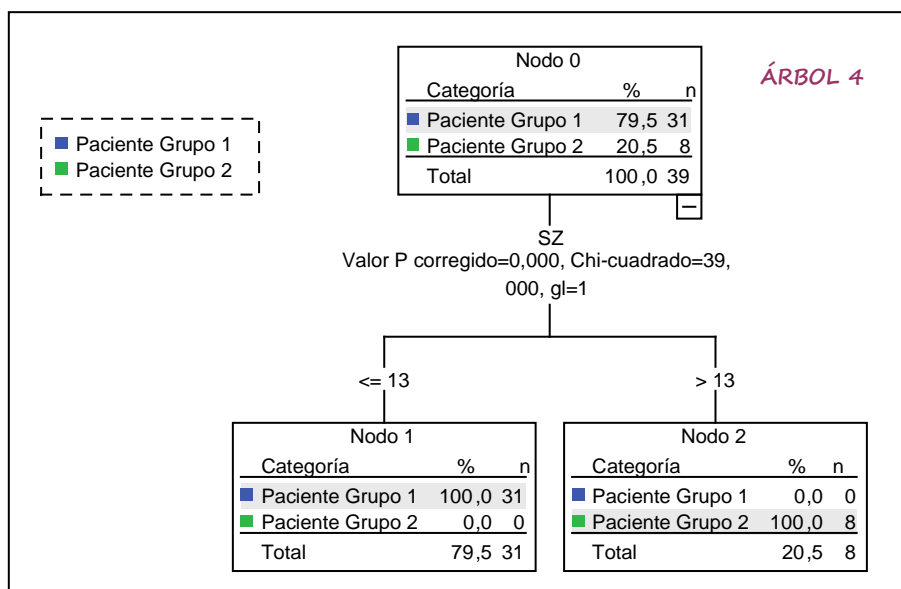 Nodo 0
ÁRBOL 4
Categoría % n
Paciente Grupo 1 79,5 31
Paciente Grupo 2 20,5 8
Total 100,0 39
Paciente Grupo 1
Paciente Grupo 2
SZ
Valor P corregido=0,000, Chi-cuadrado=39,
000, gl=1
<= 13
> 13
Nodo 1
Categoría % n
Paciente Grupo 1 100,0 31
Paciente Grupo 2 0,0 0
Total 79,5 31
Nodo 2
Categoría % n
Paciente Grupo 1 0,0 0
Paciente Grupo 2 100,0 8
Total 20,5 8